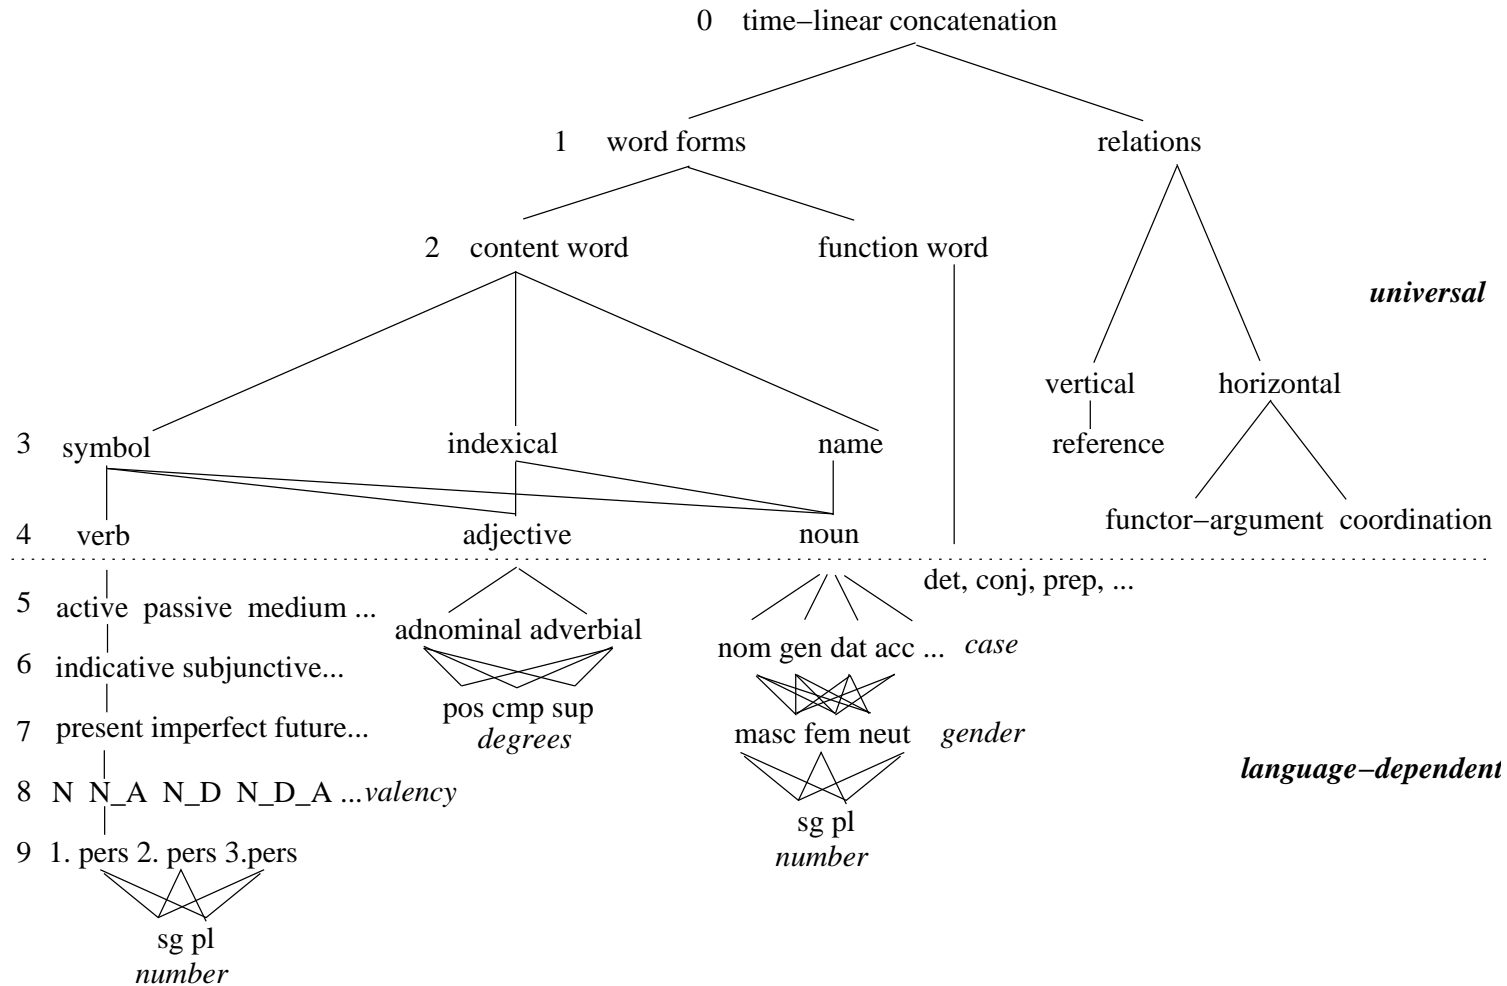 0 time−linear concatenation
1 word forms relations
2 content word function word
universal
vertical horizontal
3 symbol indexical name reference
functor−argument coordination
4 verb adjective noun
det, conj, prep, ...
5 active passive medium ...
adnominal adverbial
nom gen dat acc ... case
6 indicative subjunctive...
pos cmp sup
7 present imperfect future...
degrees
masc fem neut gender
language−dependent
8 N N_A N_D N_D_A ...valency
sg pl
number
9 1. pers 2. pers 3.pers
sg pl
number